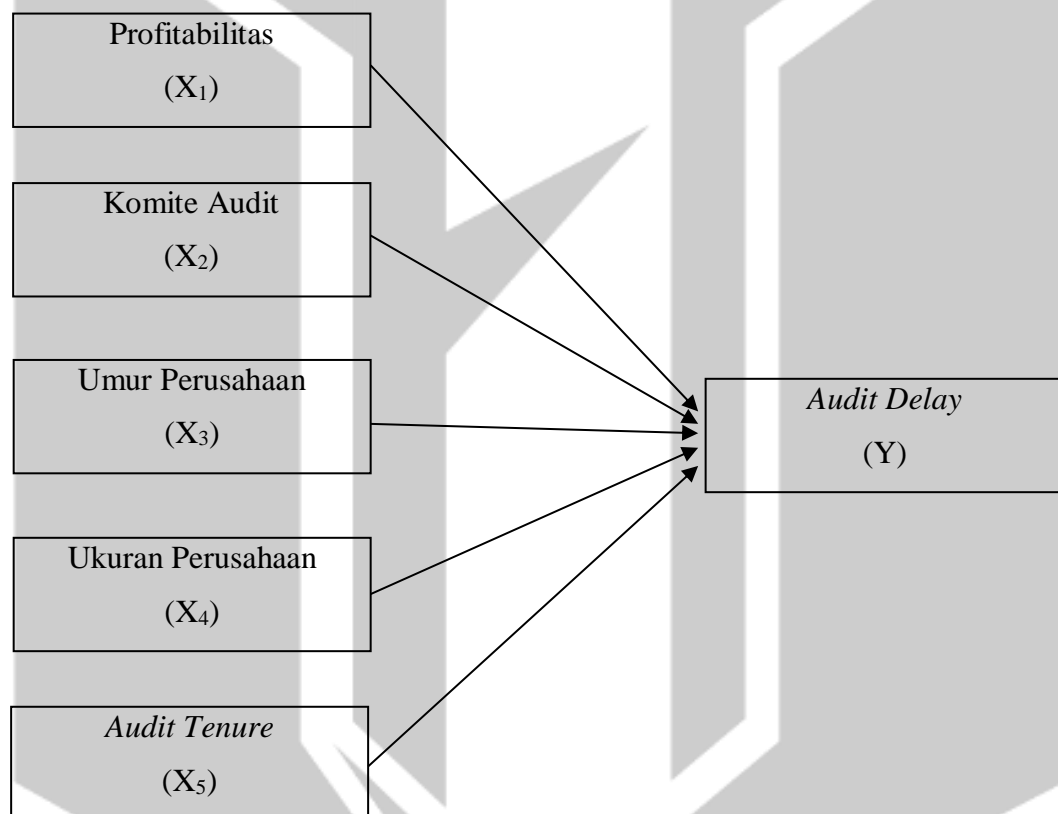 Profitabilitas
(X₁)
Komite Audit
(X₂)
Umur Perusahaan
(X₃)
Audit Delay
(Y)
Ukuran Perusahaan
(X₄)
Audit Tenure
(X₅)